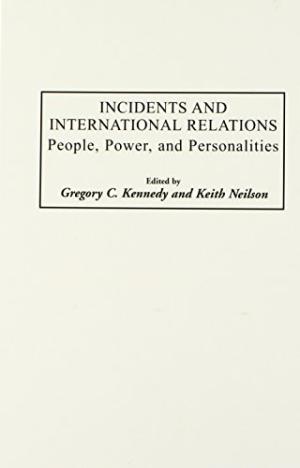 INCIDENTS AND
INTERNATIONAL RELATIONS
People, Power, and Personalities
Edited by
Gregory C. Kennedy and Keith Neilson